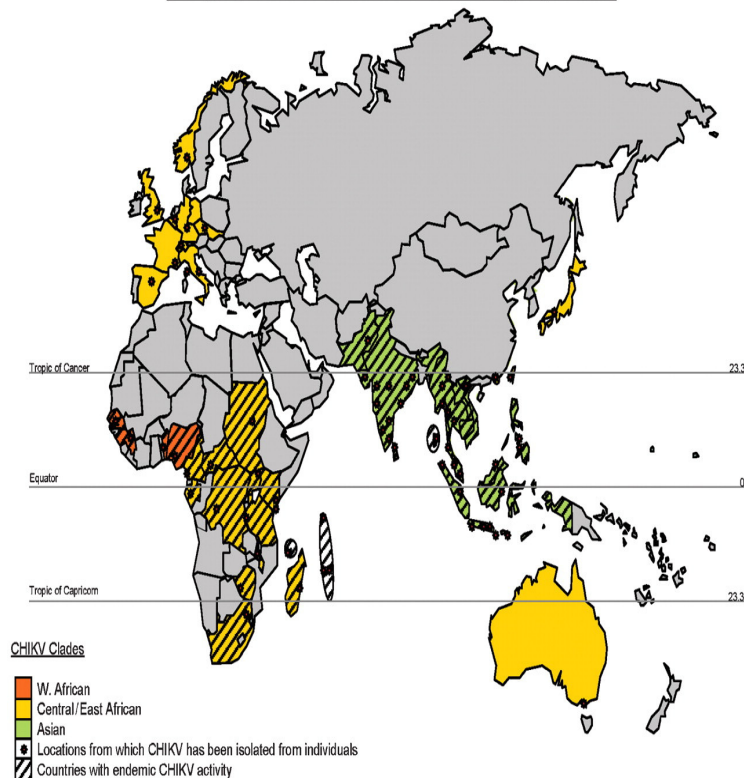 Tropic of Cancer
23.3
Equator
0
Tropic of Capricorn
23.3
CHIKV Clades
W. African
Central/East African
Asian
Locations from which CHIKV has been isolated from individuals
Countries with endemic CHIKV activity